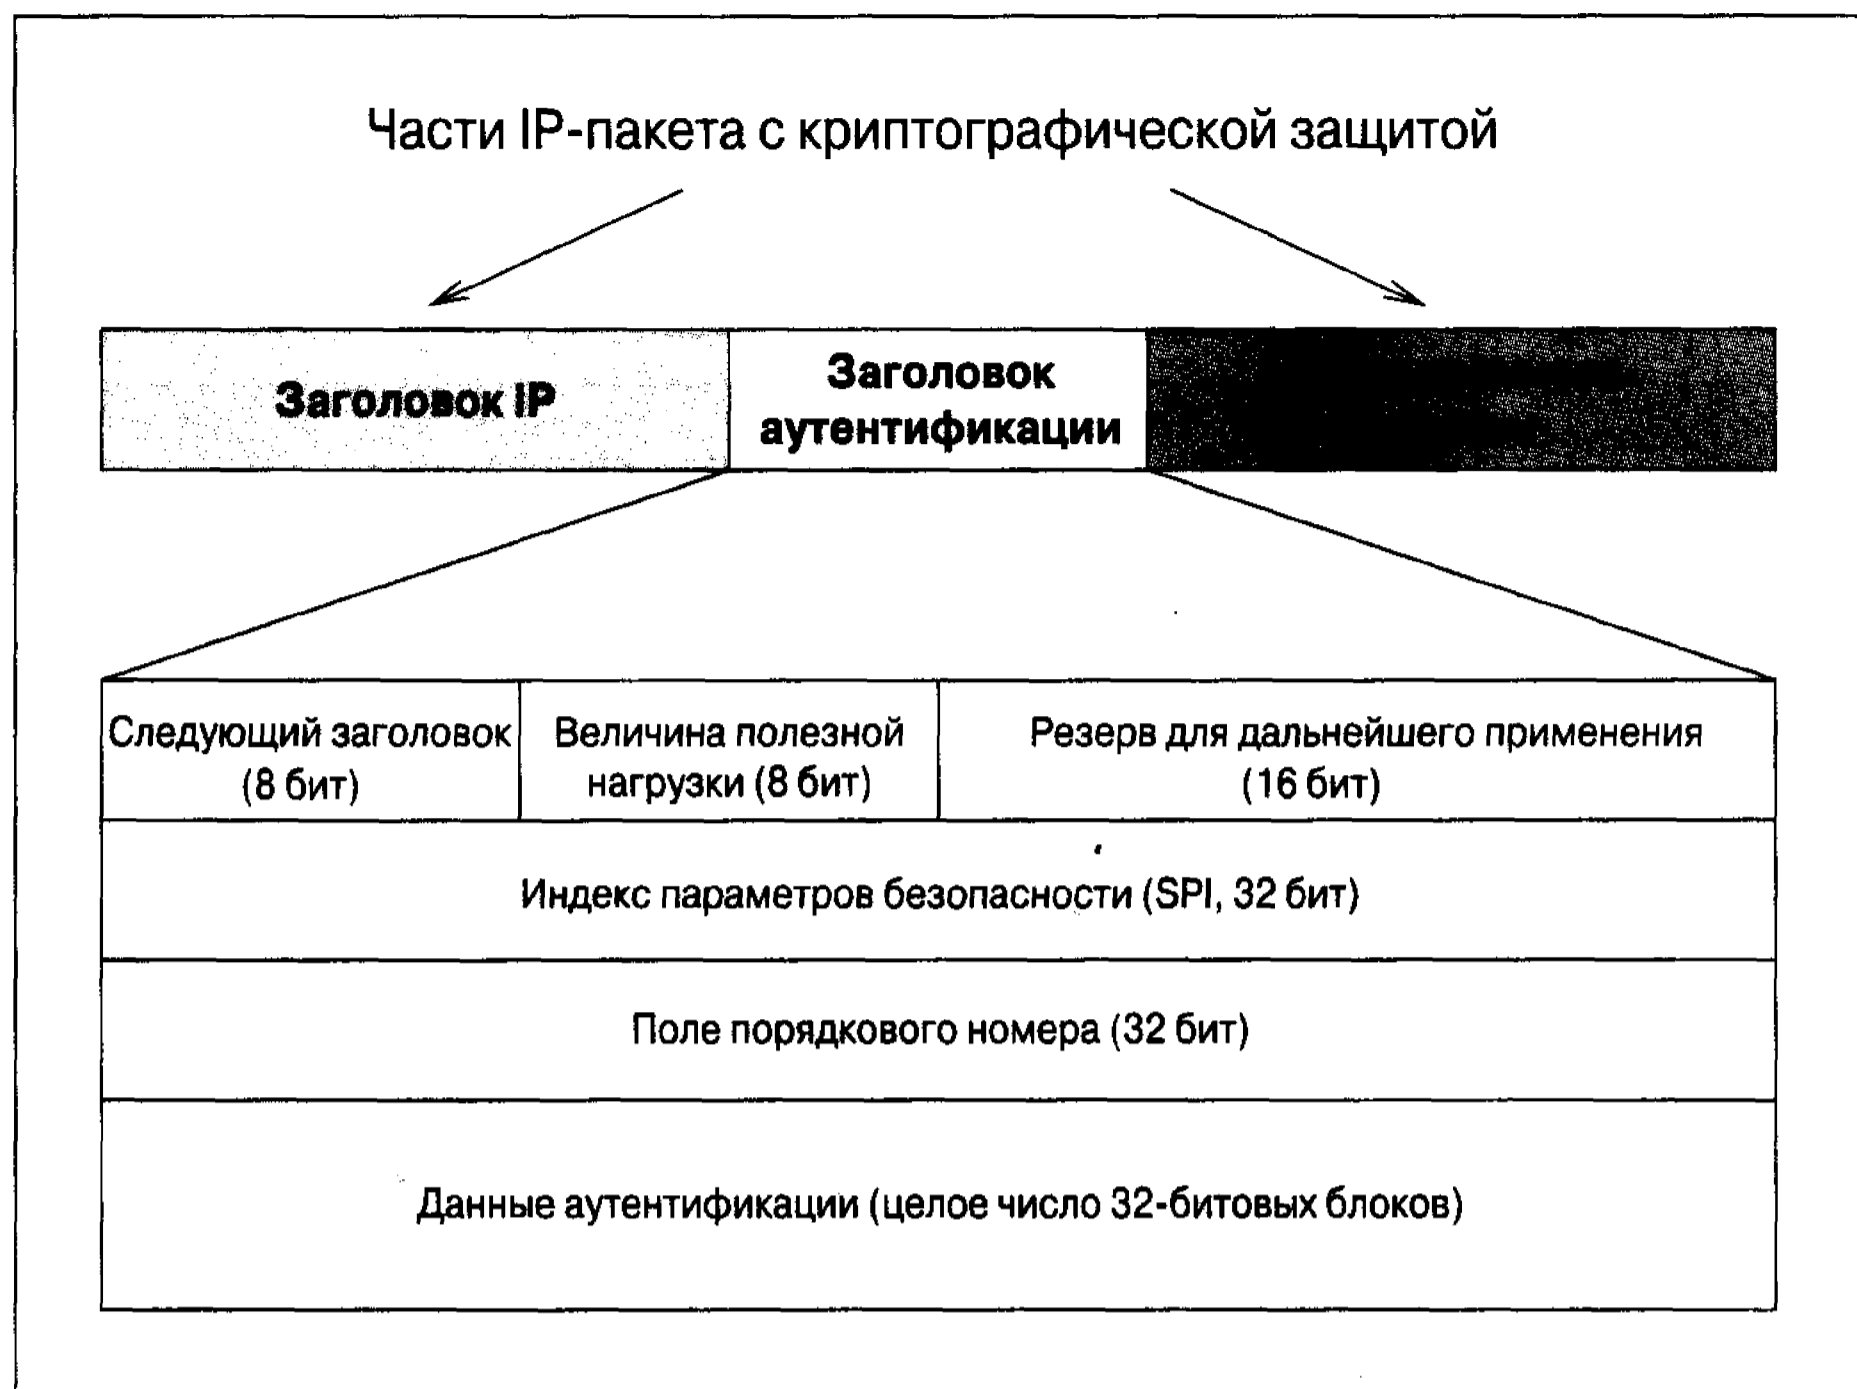 Части IP-пакета с криптографической защитой
Заголовок IP
Заголовок
аутентификации
Следующий заголовок
(8 бит)
Величина полезной
нагрузки (8 бит)
Резерв для дальнейшего применения
(16 бит)
Индекс параметров безопасности (SPI, 32 бит)
Поле порядкового номера (32 бит)
Данные аутентификации (целое число 32-битовых блоков)